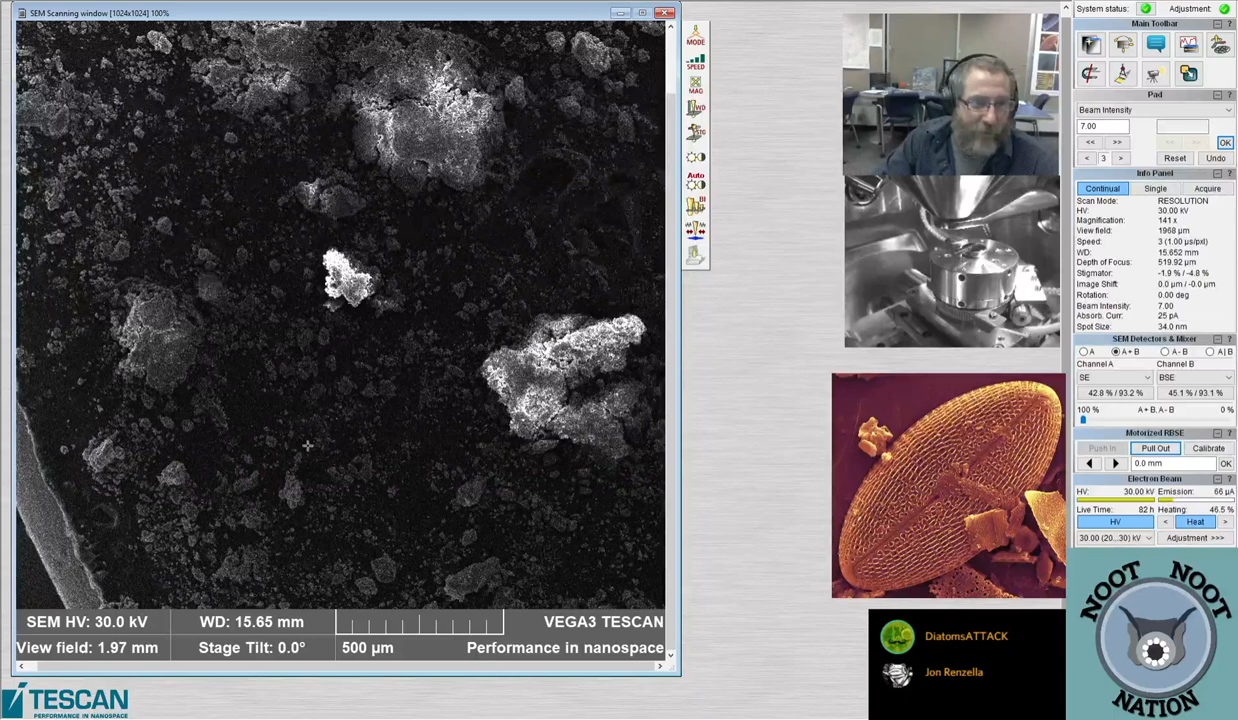 SEM Scanning window [1024x1024] 100%
MODE
SPEED
MAG
WD
STG
Auto
BI
SEM HV: 30.0 kV
WD: 15.65 mm
VEGA3 TESCAN
View field: 1.97 mm
Stage Tilt: 0.0°
500 µm
Performance in nanospace
TESCAN
PERFORMANCE IN NANOSPACE
DiatomsATTACK
Jon Renzella
System status:
Adjustment:
Main Toolbar
Pad
Beam Intensity
7.00
<< >>
OK
< 3 >
Reset
Undo
Info Panel
Continual Single Acquire
Scan Mode: RESOLUTION
HV: 30.00 kV
Magnification: 141 x
View field: 1968 µm
Speed: 3 (1.00 µs/pxl)
WD: 15.652 mm
Depth of Focus: 519.92 µm
Stigmator: -1.9 % / -4.8 %
Image Shift: 0.0 µm / -0.0 µm
Rotation: 0.00 deg
Beam Intensity: 7.00
Absorb. Curr: 25 pA
Spot Size: 34.0 nm
SEM Detectors & Mixer
A A+B A-B A|B
Channel A Channel B
SE BSE
42.8 % / 93.2 % 45.1 % / 93.1 %
100 % A+B, A-B 0 %
Motorized RBSE
Push In Pull Out Calibrate
0.0 mm OK
Electron Beam
HV: 30.00 kV Emission: 66 µA
Live Time: 82 h Heating: 46.5 %
HV < Heat >
30.00 (20...30) kV Adjustment >>>
NOOT NOOT
NATION